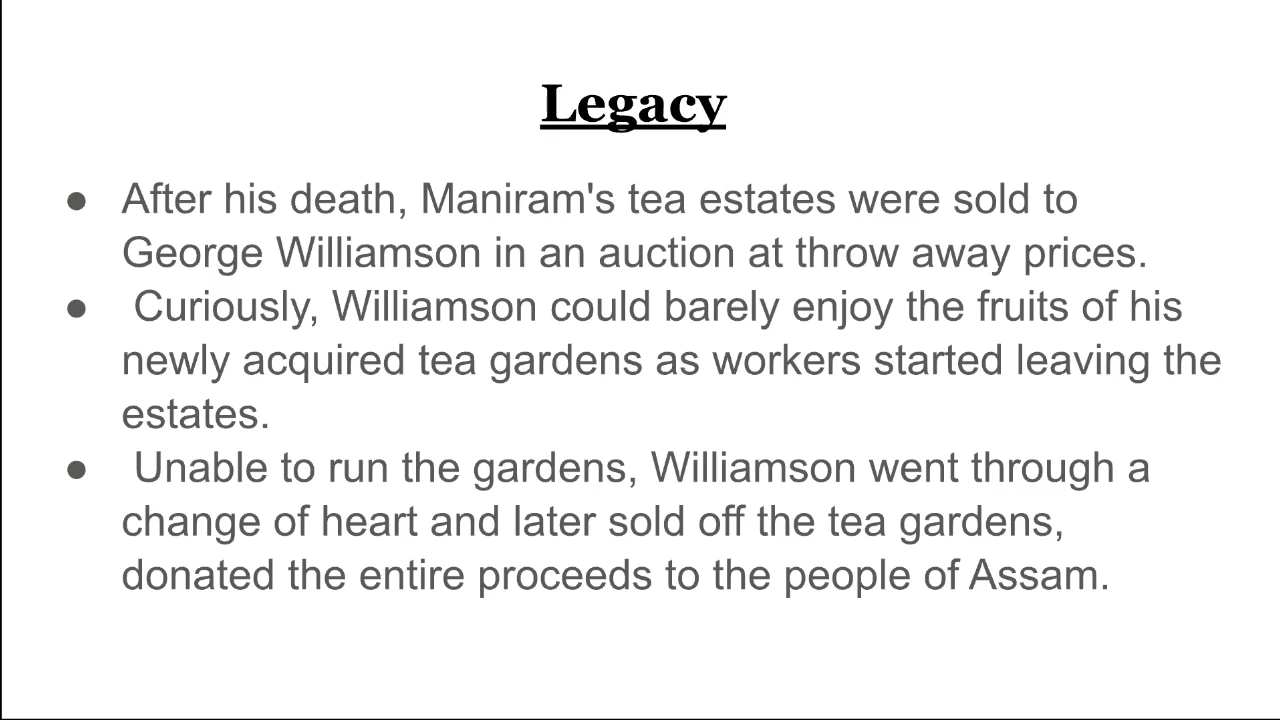 Legacy
● After his death, Maniram's tea estates were sold to
George Williamson in an auction at throw away prices.
● Curiously, Williamson could barely enjoy the fruits of his
newly acquired tea gardens as workers started leaving the
estates.
● Unable to run the gardens, Williamson went through a
change of heart and later sold off the tea gardens,
donated the entire proceeds to the people of Assam.